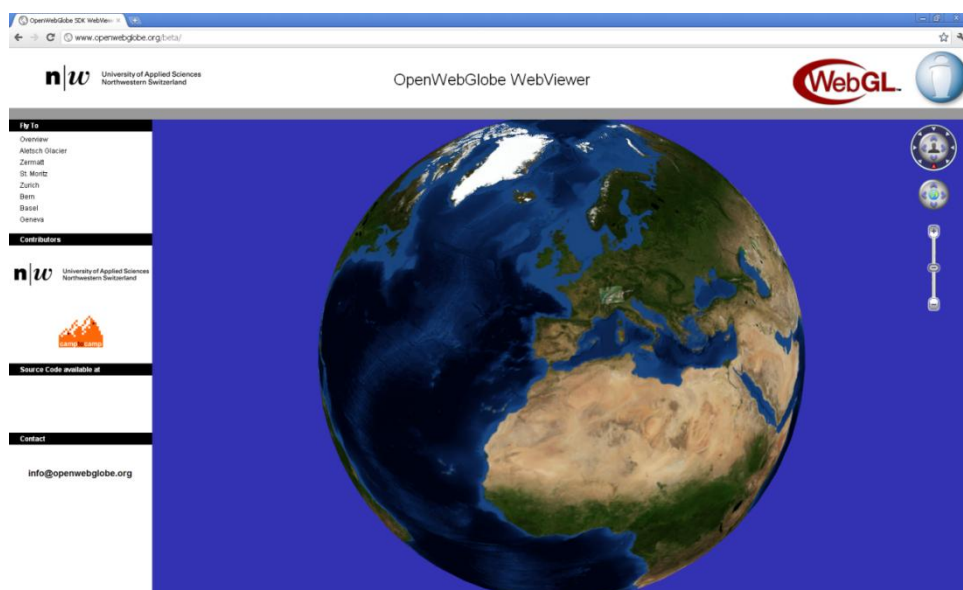 OpenWebGlobe SDK WebView
www.openwebglobe.org/beta/
n|w University of Applied Sciences
Northwestern Switzerland
OpenWebGlobe WebViewer
WebGL™
Fly To
Overview
Aletsch Glacier
Zermatt
St. Moritz
Zurich
Bern
Basel
Geneva
Contributors
n|w University of Applied Sciences
Northwestern Switzerland
camptocamp
Source Code available at
Contact
info@openwebglobe.org